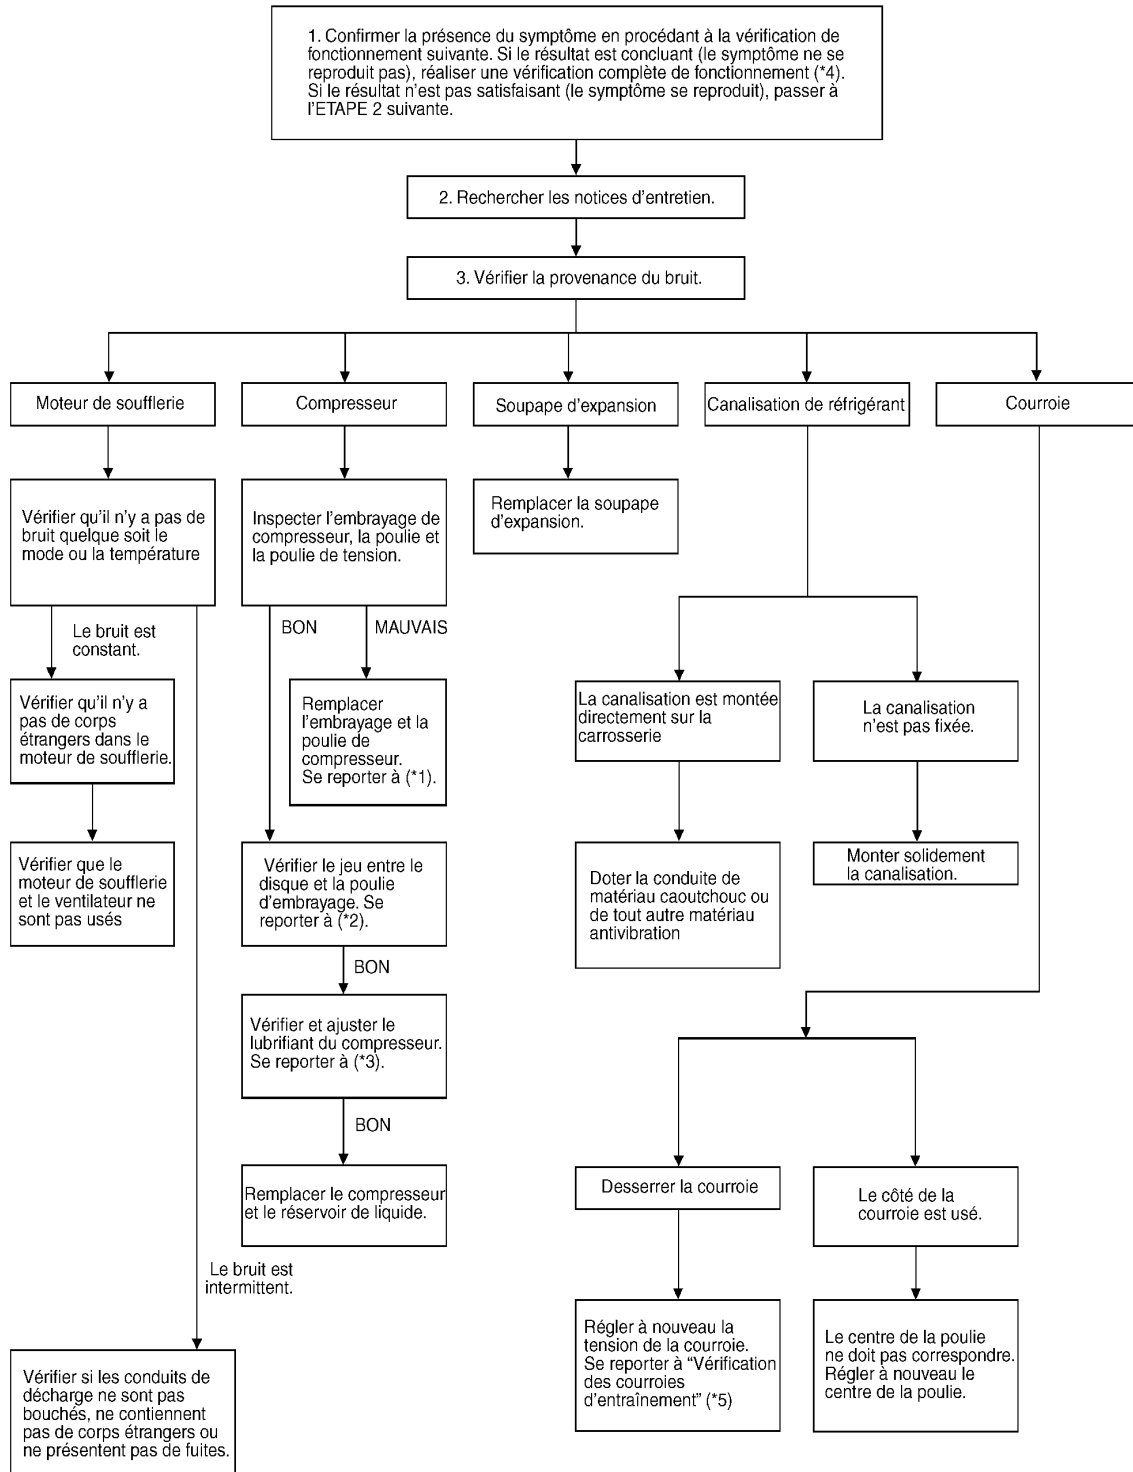 1. Confirmer la présence du symptôme en procédant à la vérification de
fonctionnement suivante. Si le résultat est concluant (le symptôme ne se
reproduit pas), réaliser une vérification complète de fonctionnement (*4).
Si le résultat n'est pas satisfaisant (le symptôme se reproduit), passer à
l'ETAPE 2 suivante.
2. Rechercher les notices d'entretien.
3. Vérifier la provenance du bruit.
Moteur de soufflerie
Compresseur
Soupape d'expansion
Canalisation de réfrigérant
Courroie
Vérifier qu'il n'y a pas de
bruit quelque soit le
mode ou la température
Inspecter l'embrayage de
compresseur, la poulie et
la poulie de tension.
Remplacer la soupape
d'expansion.
Le bruit est
constant.
BON
MAUVAIS
Vérifier qu'il n'y a
pas de corps
étrangers dans le
moteur de soufflerie.
Remplacer
l'embrayage et la
poulie de
compresseur.
Se reporter à (*1).
La canalisation est montée
directement sur la
carrosserie
La canalisation
n'est pas fixée.
Vérifier que le
moteur de soufflerie
et le ventilateur ne
sont pas usés
Vérifier le jeu entre le
disque et la poulie
d'embrayage. Se
reporter à (*2).
Doter la conduite de
matériau caoutchouc ou
de tout autre matériau
antivibration
Monter solidement
la canalisation.
BON
Vérifier et ajuster le
lubrifiant du compresseur.
Se reporter à (*3).
BON
Remplacer le compresseur
et le réservoir de liquide.
Desserrer la courroie
Le côté de la
courroie est usé.
Le bruit est
intermittent.
Régler à nouveau la
tension de la courroie.
Se reporter à “Vérification
des courroies
d'entraînement” (*5)
Le centre de la poulie
ne doit pas correspondre.
Régler à nouveau le
centre de la poulie.
Vérifier si les conduits de
décharge ne sont pas
bouchés, ne contiennent
pas de corps étrangers ou
ne présentent pas de fuites.